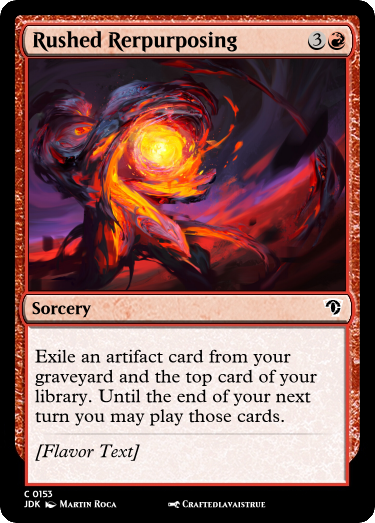 Rushed Rerpurposing 3
Sorcery
Exile an artifact card from your
graveyard and the top card of your
library. Until the end of your next
turn you may play those cards.
[Flavor Text]
C 0153
JDK Martin Roca Craftedlavaistrue